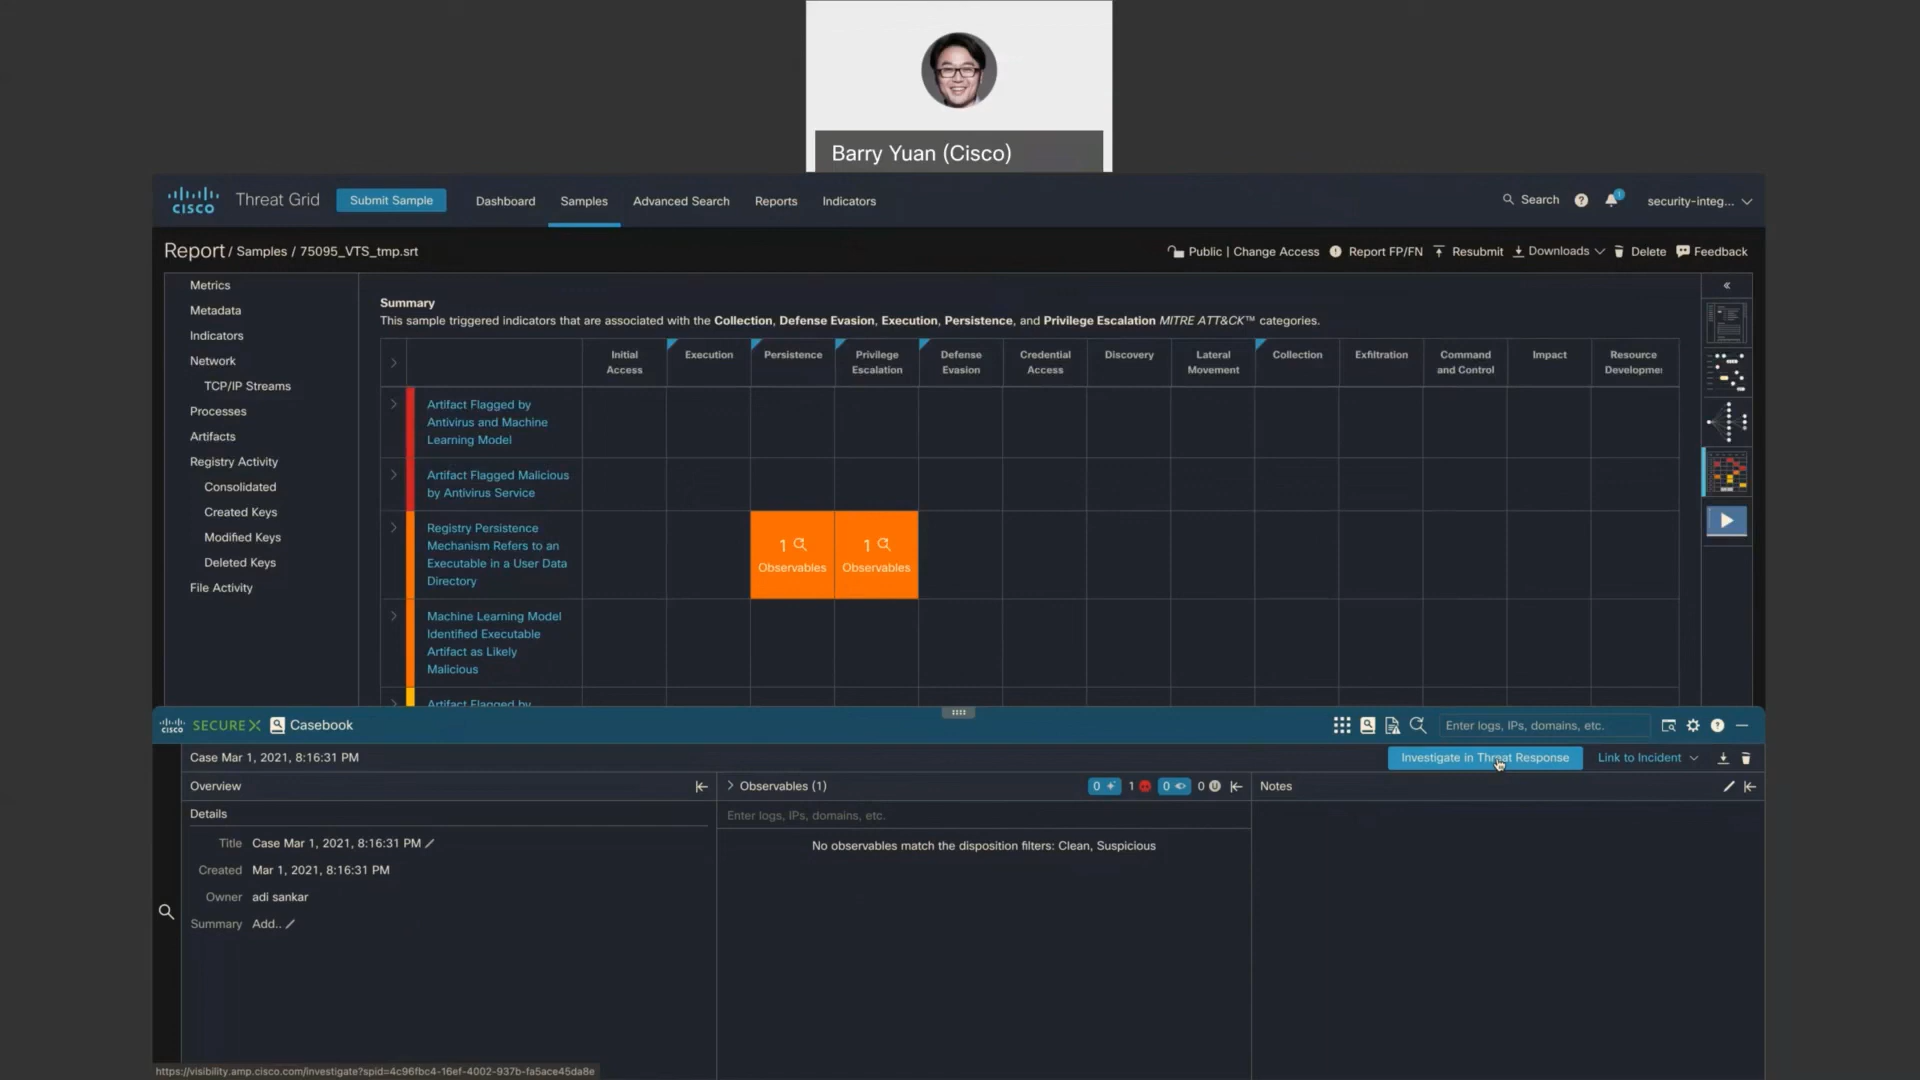 Barry Yuan (Cisco)
CISCO Threat Grid Submit Sample Dashboard Samples Advanced Search Reports Indicators Search ? 1 security-integ...
Report / Samples / 75095_VTS_tmp.srt Public | Change Access Report FP/FN Resubmit Downloads Delete Feedback
Metrics
Metadata
Indicators
Network
TCP/IP Streams
Processes
Artifacts
Registry Activity
Consolidated
Created Keys
Modified Keys
Deleted Keys
File Activity
Summary
This sample triggered indicators that are associated with the Collection, Defense Evasion, Execution, Persistence, and Privilege Escalation MITRE ATT&CK™ categories.
Initial Access
Execution
Persistence
Privilege Escalation
Defense Evasion
Credential Access
Discovery
Lateral Movement
Collection
Exfiltration
Command and Control
Impact
Resource Developme
Artifact Flagged by
Antivirus and Machine
Learning Model
Artifact Flagged Malicious
by Antivirus Service
Registry Persistence
Mechanism Refers to an
Executable in a User Data
Directory
1
Observables
1
Observables
Machine Learning Model
Identified Executable
Artifact as Likely
Malicious
Artifact Flagged by
CISCO SECUREX Casebook Enter logs, IPs, domains, etc. ?
Case Mar 1, 2021, 8:16:31 PM Investigate in Threat Response Link to Incident
Overview
Details
Title Case Mar 1, 2021, 8:16:31 PM
Created Mar 1, 2021, 8:16:31 PM
Owner adi sankar
Summary Add..
Observables (1) 0 1 0 0
Enter logs, IPs, domains, etc.
No observables match the disposition filters: Clean, Suspicious
Notes
https://visibility.amp.cisco.com/investigate?spid=4c96fbc4-16ef-4002-937b-fa5ace45da8e